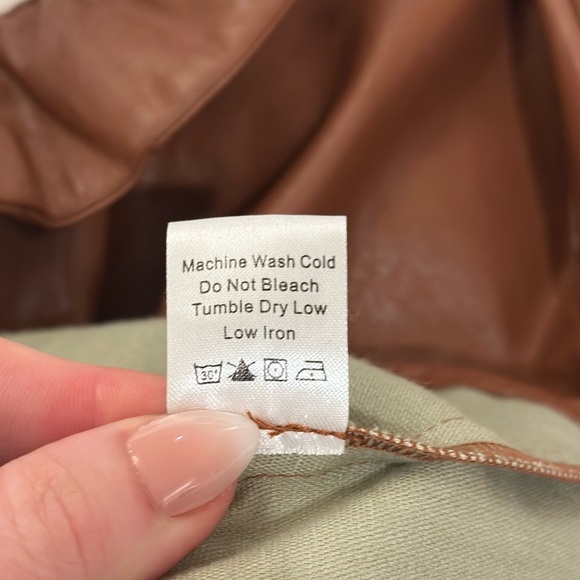 Machine Wash Cold
Do Not Bleach
Tumble Dry Low
Low Iron
30°